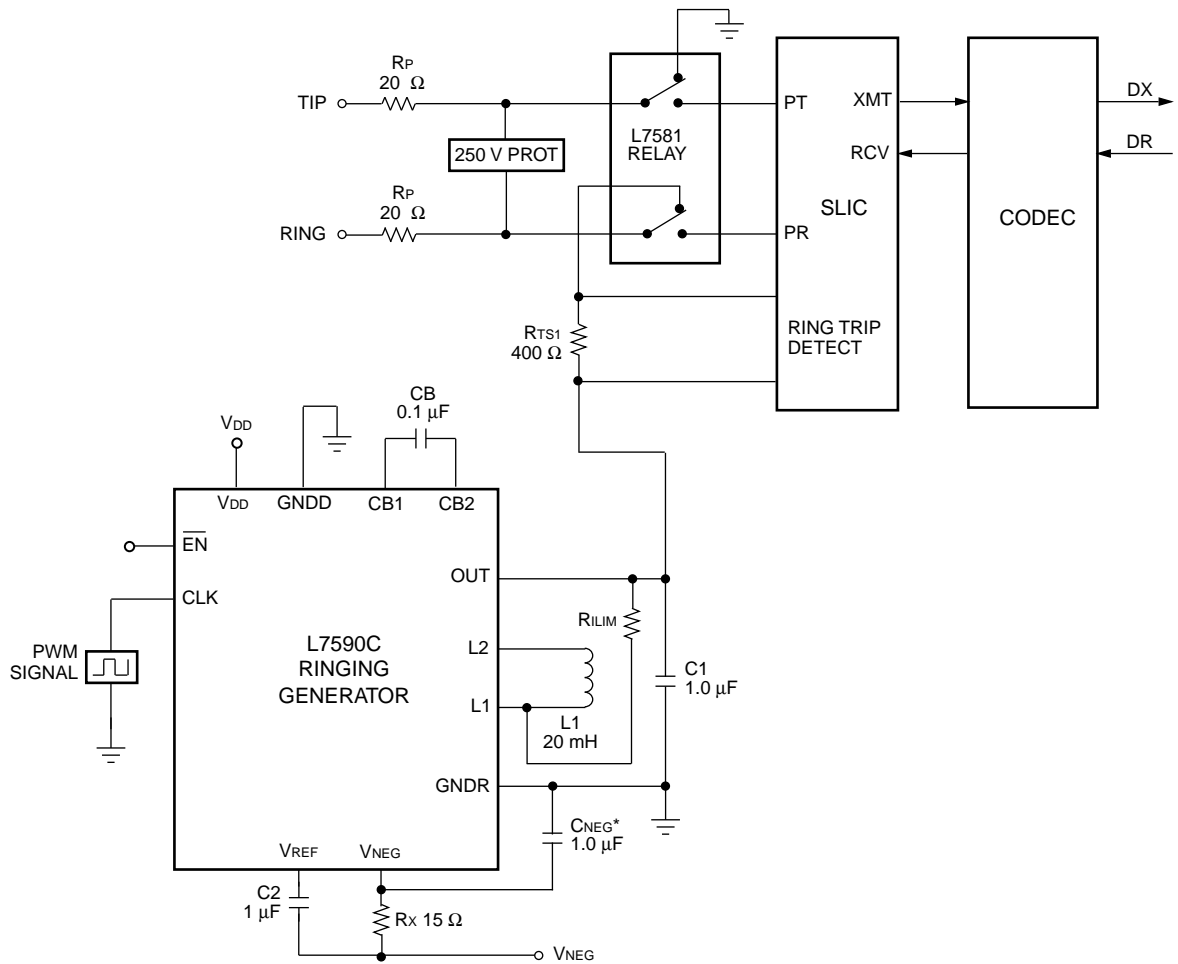 RP
20 Ω
TIP
250 V PROT
RP
20 Ω
RING
L7581
RELAY
PT
XMT
RCV
SLIC
PR
RING TRIP
DETECT
CODEC
DX
DR
RTS1
400 Ω
CB
0.1 µF
VDD
VDD
GNDD
CB1
CB2
EN
CLK
PWM
SIGNAL
L7590C
RINGING
GENERATOR
OUT
L2
L1
GNDR
RILIM
L1
20 mH
C1
1.0 µF
CNEG*
1.0 µF
VREF
VNEG
C2
1 µF
RX 15 Ω
VNEG